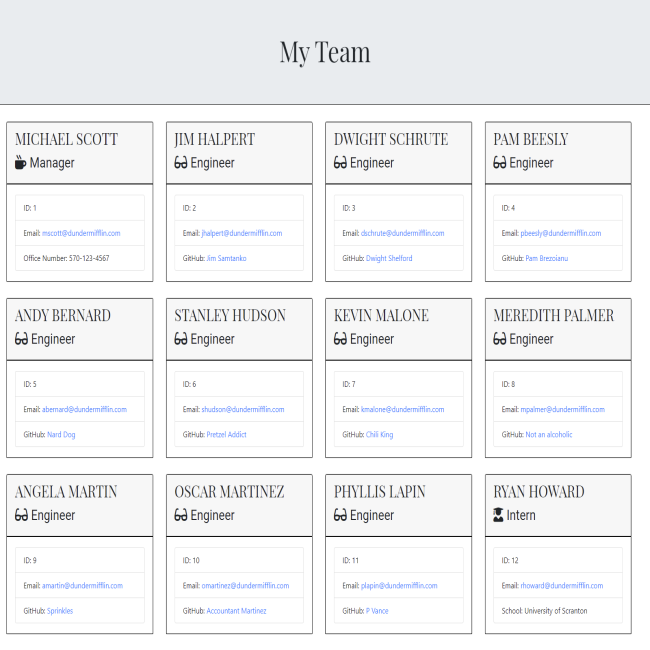 My Team
MICHAEL SCOTT
Manager
ID: 1
Email: mscott@dundermifflin.com
Office Number: 570-123-4567
JIM HALPERT
Engineer
ID: 2
Email: jhalpert@dundermifflin.com
GitHub: Jim Samtanko
DWIGHT SCHRUTE
Engineer
ID: 3
Email: dschrute@dundermifflin.com
GitHub: Dwight Shelford
PAM BEESLY
Engineer
ID: 4
Email: pbeesly@dundermifflin.com
GitHub: Pam Brezoianu
ANDY BERNARD
Engineer
ID: 5
Email: abernard@dundermifflin.com
GitHub: Nard Dog
STANLEY HUDSON
Engineer
ID: 6
Email: shudson@dundermifflin.com
GitHub: Pretzel Addict
KEVIN MALONE
Engineer
ID: 7
Email: kmalone@dundermifflin.com
GitHub: Chili King
MEREDITH PALMER
Engineer
ID: 8
Email: mpalmer@dundermifflin.com
GitHub: Not an alcoholic
ANGELA MARTIN
Engineer
ID: 9
Email: amartin@dundermifflin.com
GitHub: Sprinkles
OSCAR MARTINEZ
Engineer
ID: 10
Email: omartinez@dundermifflin.com
GitHub: Accountant Martinez
PHYLLIS LAPIN
Engineer
ID: 11
Email: plapin@dundermifflin.com
GitHub: P Vance
RYAN HOWARD
Intern
ID: 12
Email: rhoward@dundermifflin.com
School: University of Scranton